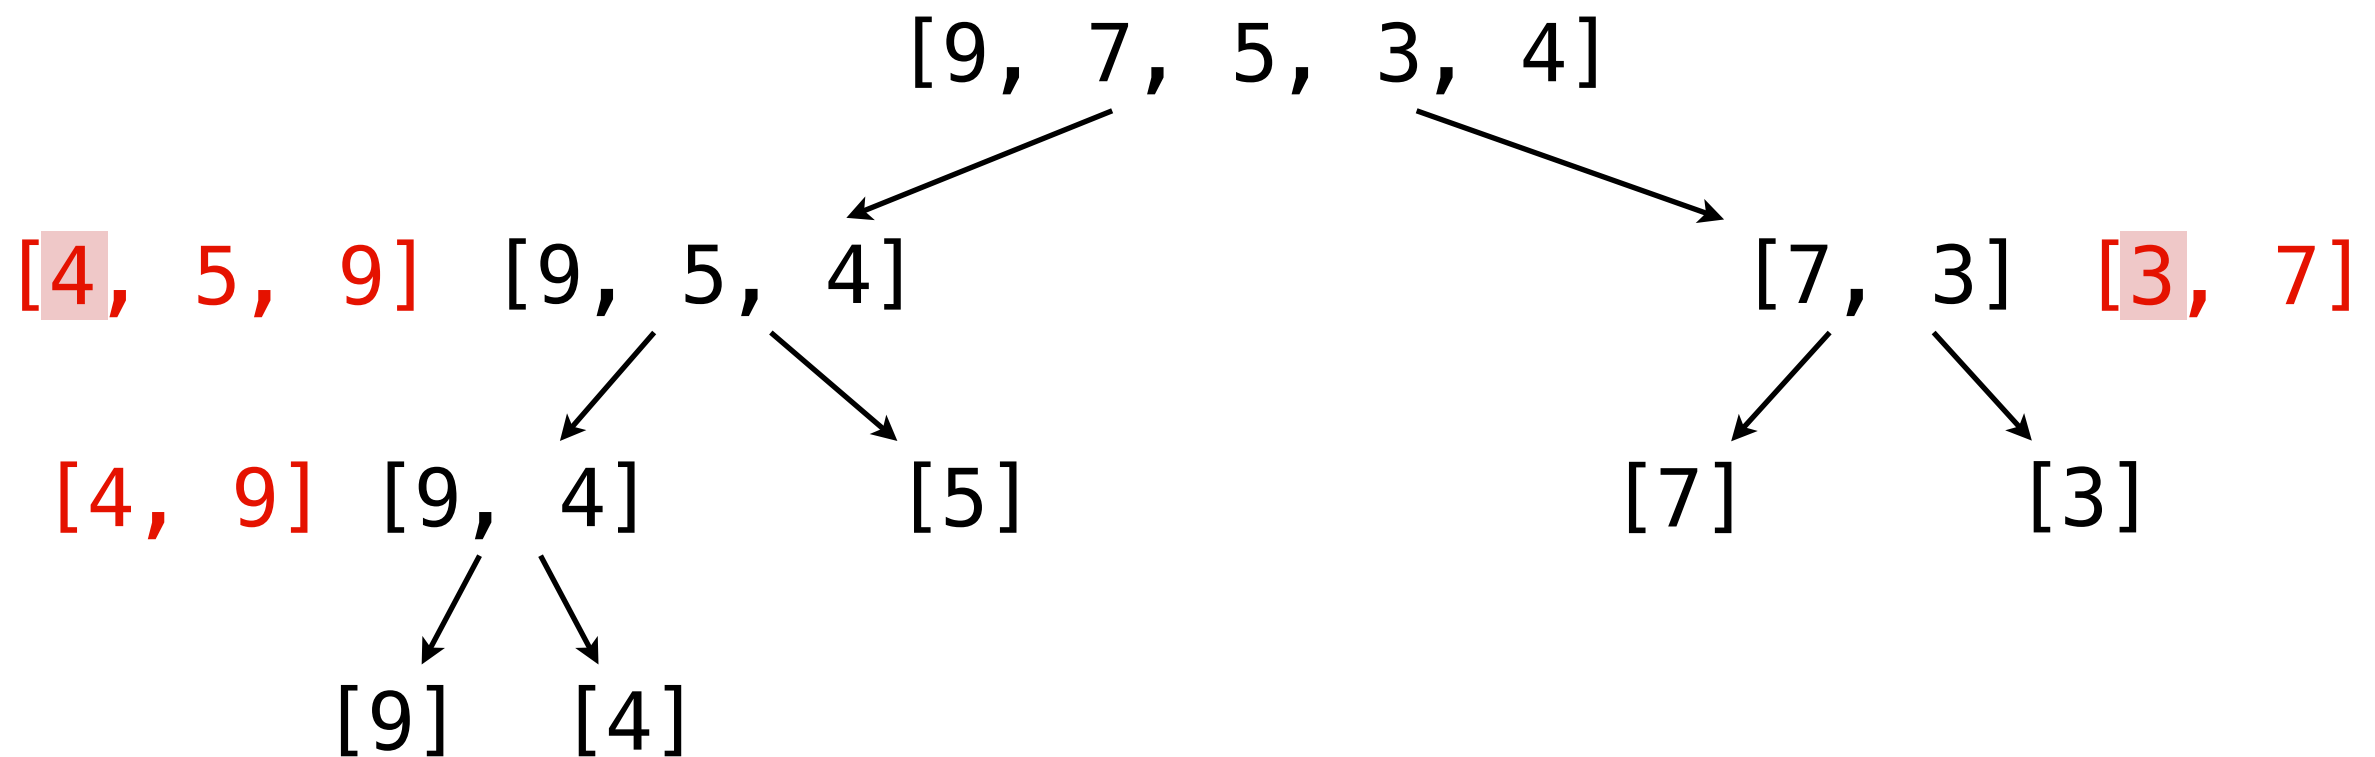 [9, 7, 5, 3, 4]
[4, 5, 9] [9, 5, 4] [7, 3] [3, 7]
[4, 9] [9, 4] [5] [7] [3]
[9] [4]